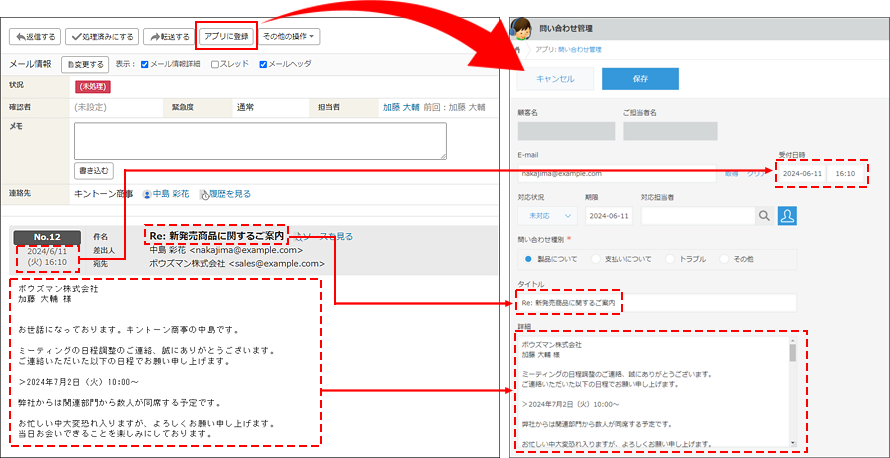 返信する 処理済みにする 転送する アプリに登録 その他の操作
メール情報 変更する 表示: メール情報詳細 スレッド メールヘッダ
状況 (未処理)
確認者 (未設定) 緊急度 通常 担当者 加藤 大輔 前回:加藤 大輔
メモ
書き込む
連絡先 キントーン商事 中島 彩花 履歴を見る
No.12
2024/6/11
(火) 16:10
件名 Re: 新発売商品に関するご案内 ソースを見る
差出人 中島 彩花 <nakajima@example.com>
宛先 ボウズマン株式会社 <sales@example.com>
ボウズマン株式会社
加藤 大輔 様
お世話になっております。キントーン商事の中島です。
ミーティングの日程調整のご連絡、誠にありがとうございます。
ご連絡いただいた以下の日程でお願い申し上げます。
>2024年7月2日(火)10:00~
弊社からは関連部門から数人が同席する予定です。
お忙しい中大変恐れ入りますが、よろしくお願い申し上げます。
当日お会いできることを楽しみにしております。
問い合わせ管理
アプリ: 問い合わせ管理
キャンセル 保存
顧客名 ご担当者名
E-mail 受付日時
nakajima@example.com 取得 クリア 2024-06-11 16:10
対応状況 期限 対応担当者
未対応 2024-06-11
問い合わせ種別 *
製品について 支払いについて トラブル その他
タイトル
Re: 新発売商品に関するご案内
詳細
ボウズマン株式会社
加藤 大輔 様
ミーティングの日程調整のご連絡、誠にありがとうございます。
ご連絡いただいた以下の日程でお願い申し上げます。
>2024年7月2日(火)10:00~
弊社からは関連部門から数人が同席する予定です。
お忙しい中大変恐れ入りますが、よろしくお願い申し上げます。